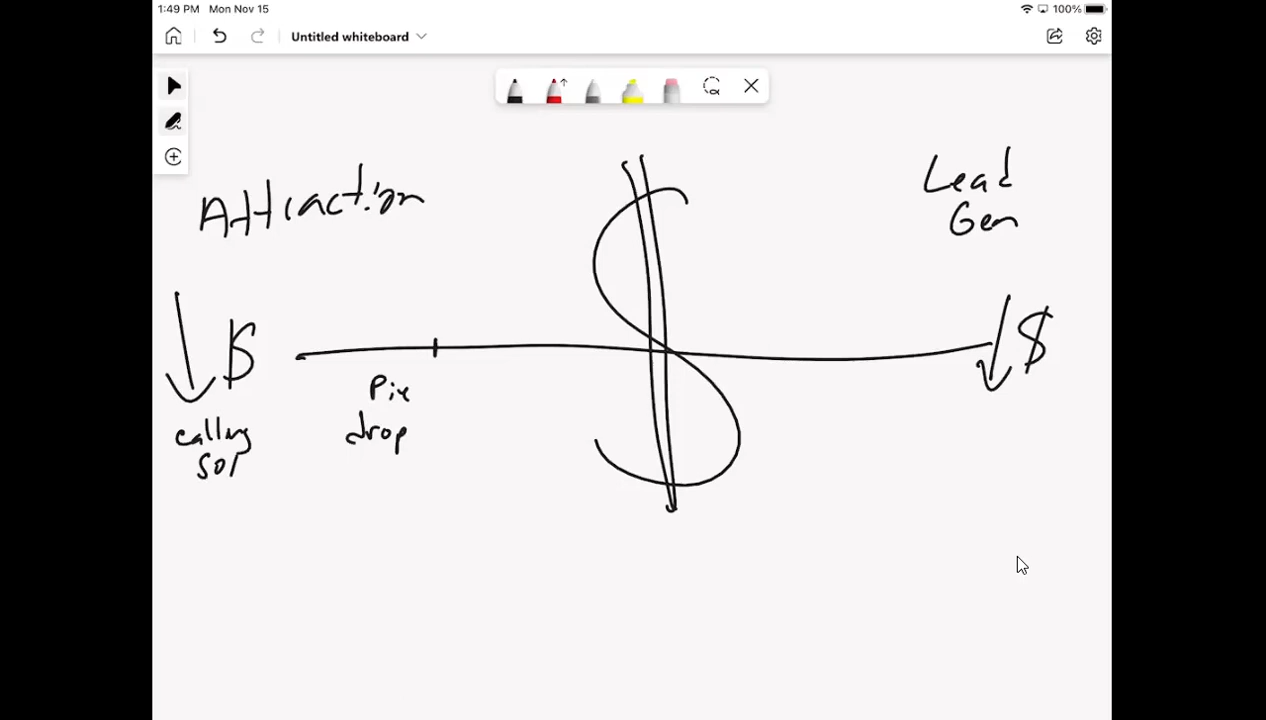 1:49 PM Mon Nov 15
100%
Untitled whiteboard
Attraction
Lead
Gen
$
$
$
Pie
drop
calling
SOI